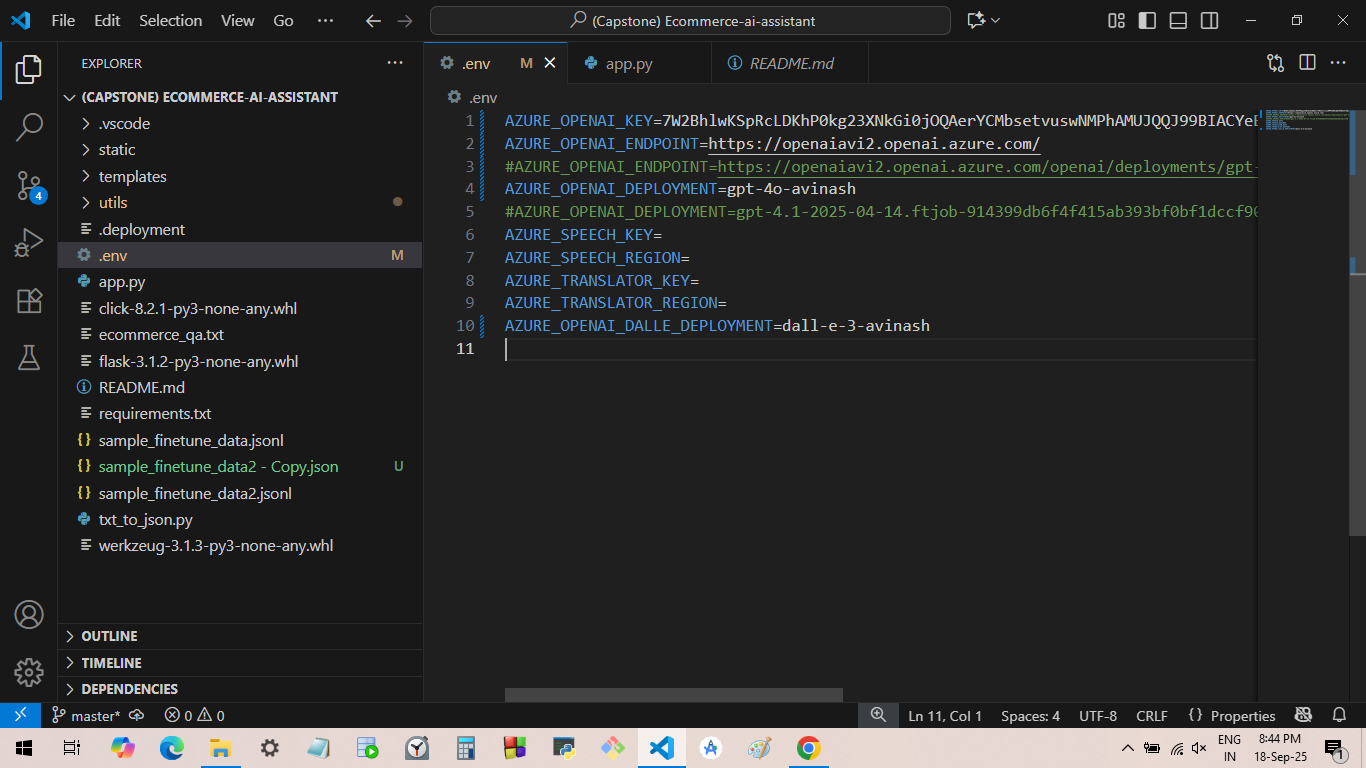 File Edit Selection View Go ··· (Capstone) Ecommerce-ai-assistant
EXPLORER ···
(CAPSTONE) ECOMMERCE-AI-ASSISTANT
.vscode
static
templates
utils
.deployment
.env M
app.py
click-8.2.1-py3-none-any.whl
ecommerce_qa.txt
flask-3.1.2-py3-none-any.whl
README.md
requirements.txt
sample_finetune_data.jsonl
sample_finetune_data2 - Copy.json U
sample_finetune_data2.jsonl
txt_to_json.py
werkzeug-3.1.3-py3-none-any.whl
OUTLINE
TIMELINE
DEPENDENCIES
4
.env M app.py README.md
.env
1 AZURE_OPENAI_KEY=7W2BhlwKSpRcLDKhP0kg23XNkGi0jOQAerYCMbsetvuswNMPhAMUJQQJ99BIACYeE
2 AZURE_OPENAI_ENDPOINT=https://openaiavi2.openai.azure.com/
3 #AZURE_OPENAI_ENDPOINT=https://openaiavi2.openai.azure.com/openai/deployments/gpt-
4 AZURE_OPENAI_DEPLOYMENT=gpt-4o-avinash
5 #AZURE_OPENAI_DEPLOYMENT=gpt-4.1-2025-04-14.ftjob-914399db6f4f415ab393bf0bf1dccf90
6 AZURE_SPEECH_KEY=
7 AZURE_SPEECH_REGION=
8 AZURE_TRANSLATOR_KEY=
9 AZURE_TRANSLATOR_REGION=
10 AZURE_OPENAI_DALLE_DEPLOYMENT=dall-e-3-avinash
11
master* 0 0 Ln 11, Col 1 Spaces: 4 UTF-8 CRLF {} Properties
ENG 8:44 PM
IN 18-Sep-25 1